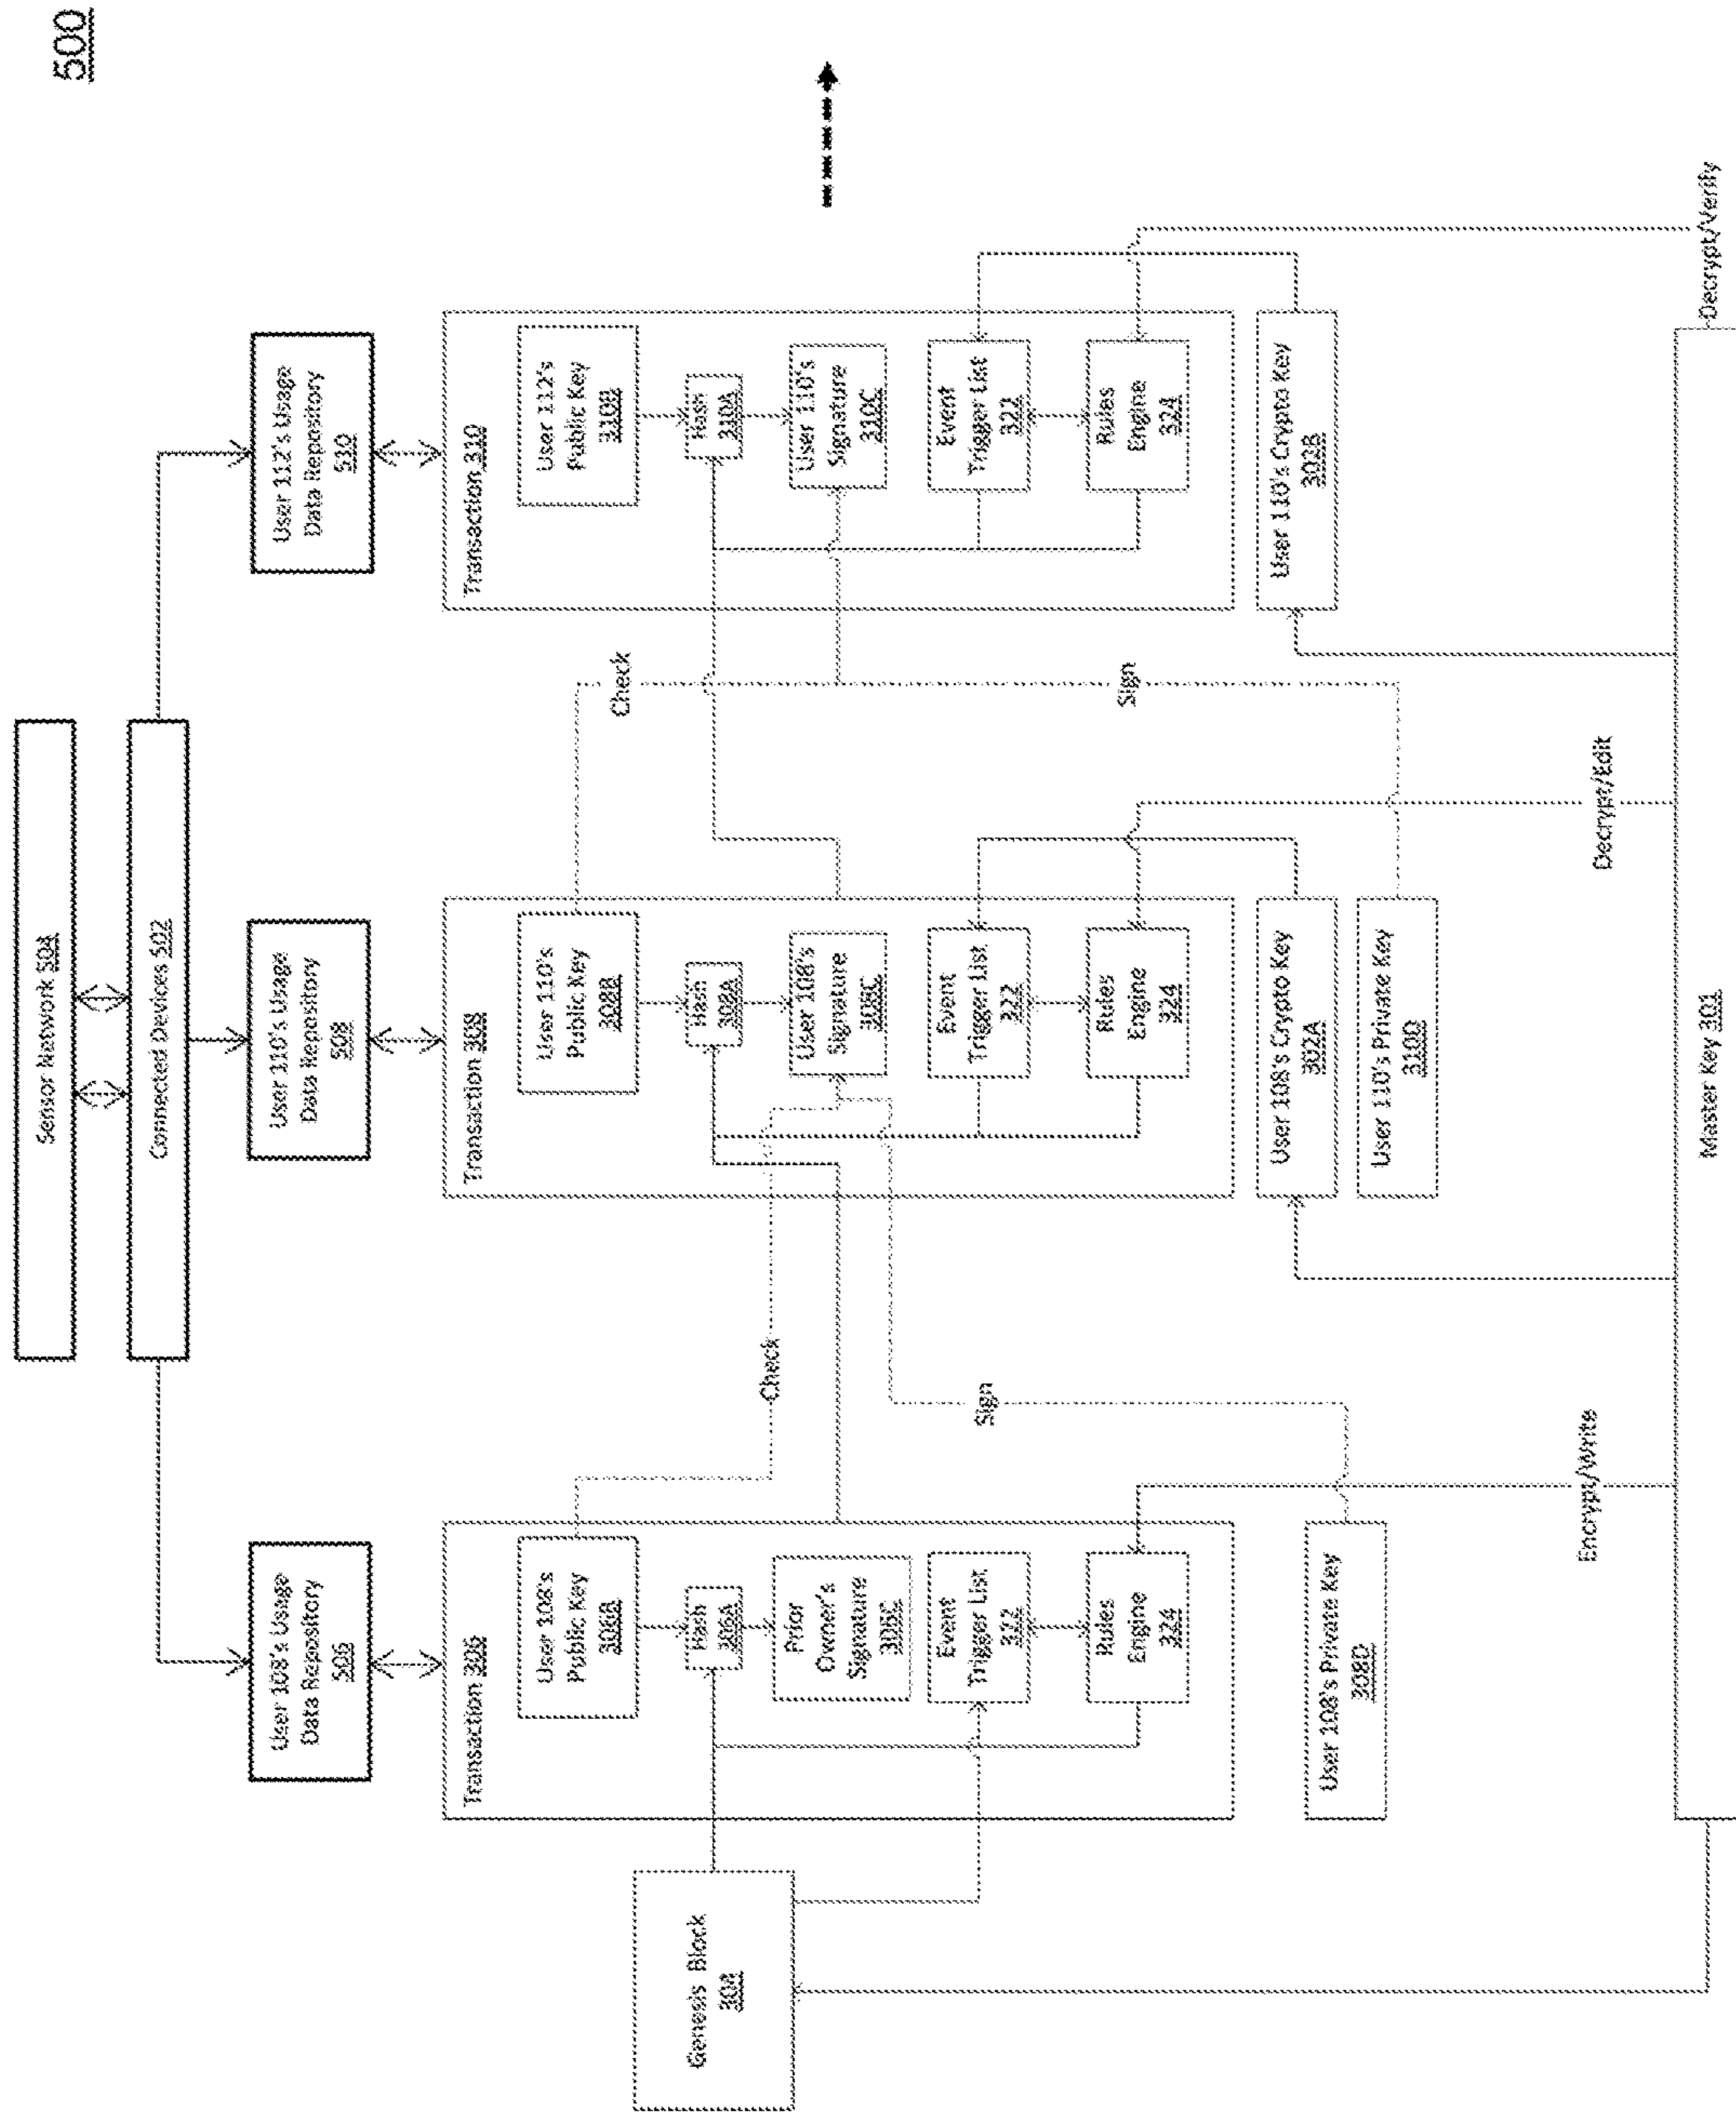 500
Sensor Network 504
Connected Devices 502
User 108's Usage
Data Repository
506
User 110's Usage
Data Repository
508
User 112's Usage
Data Repository
510
Transaction 306
User 108's
Public Key
306B
Hash
306A
Prior
Owner's
Signature
306C
Event
Trigger List
322
Rules
Engine
324
Transaction 308
User 110's
Public Key
308B
Hash
308A
User 108's
Signature
308C
Event
Trigger List
322
Rules
Engine
324
Transaction 310
User 112's
Public Key
310B
Hash
310A
User 110's
Signature
310C
Event
Trigger List
322
Rules
Engine
324
Genesis Block
304
Check
Sign
Check
Sign
User 108's Private Key
308D
User 108's Crypto Key
302A
User 110's Private Key
310D
User 110's Crypto Key
302B
Encrypt/Write
Decrypt/Edit
Decrypt/Verify
Master Key 301